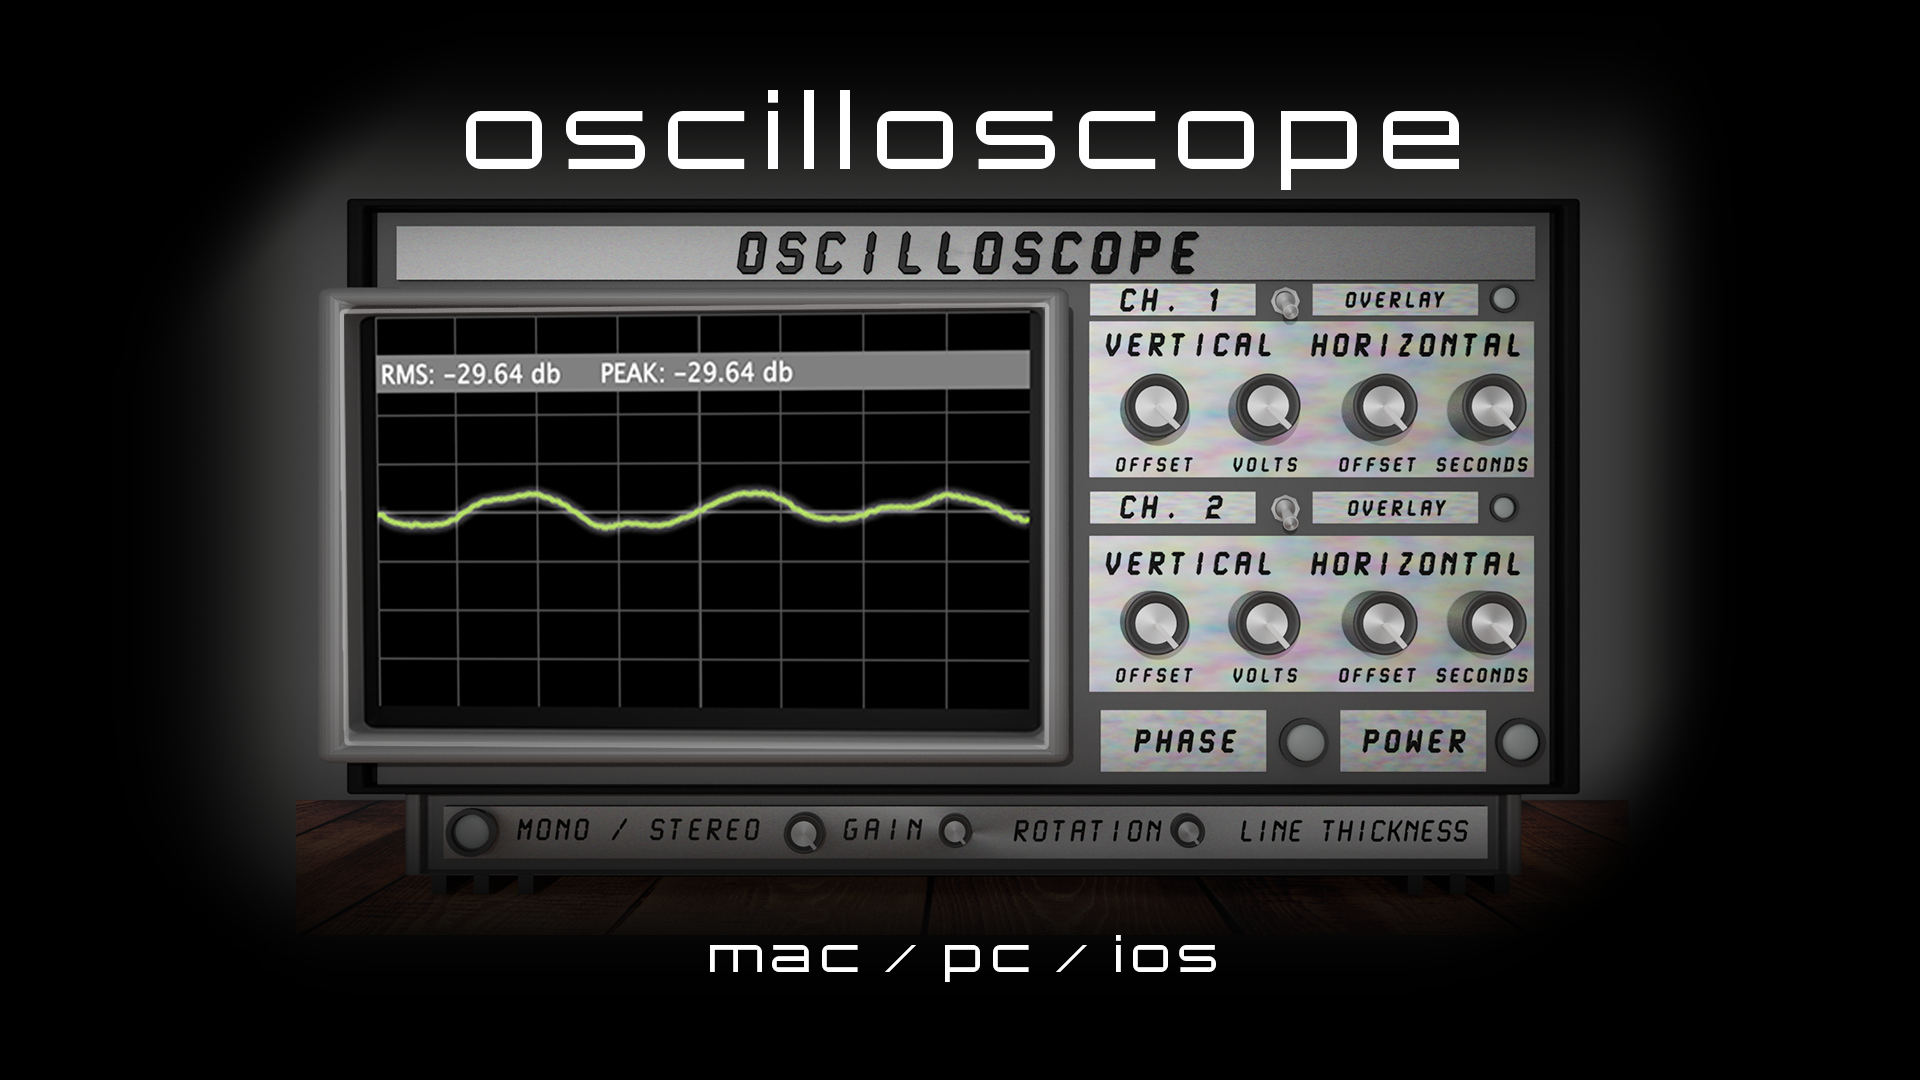 oscilloscope
OSCILLOSCOPE
RMS: -29.64 db PEAK: -29.64 db
CH. 1 OVERLAY
VERTICAL HORIZONTAL
OFFSET VOLTS OFFSET SECONDS
CH. 2 OVERLAY
VERTICAL HORIZONTAL
OFFSET VOLTS OFFSET SECONDS
PHASE POWER
MONO / STEREO GAIN ROTATION LINE THICKNESS
mac / pc / ios